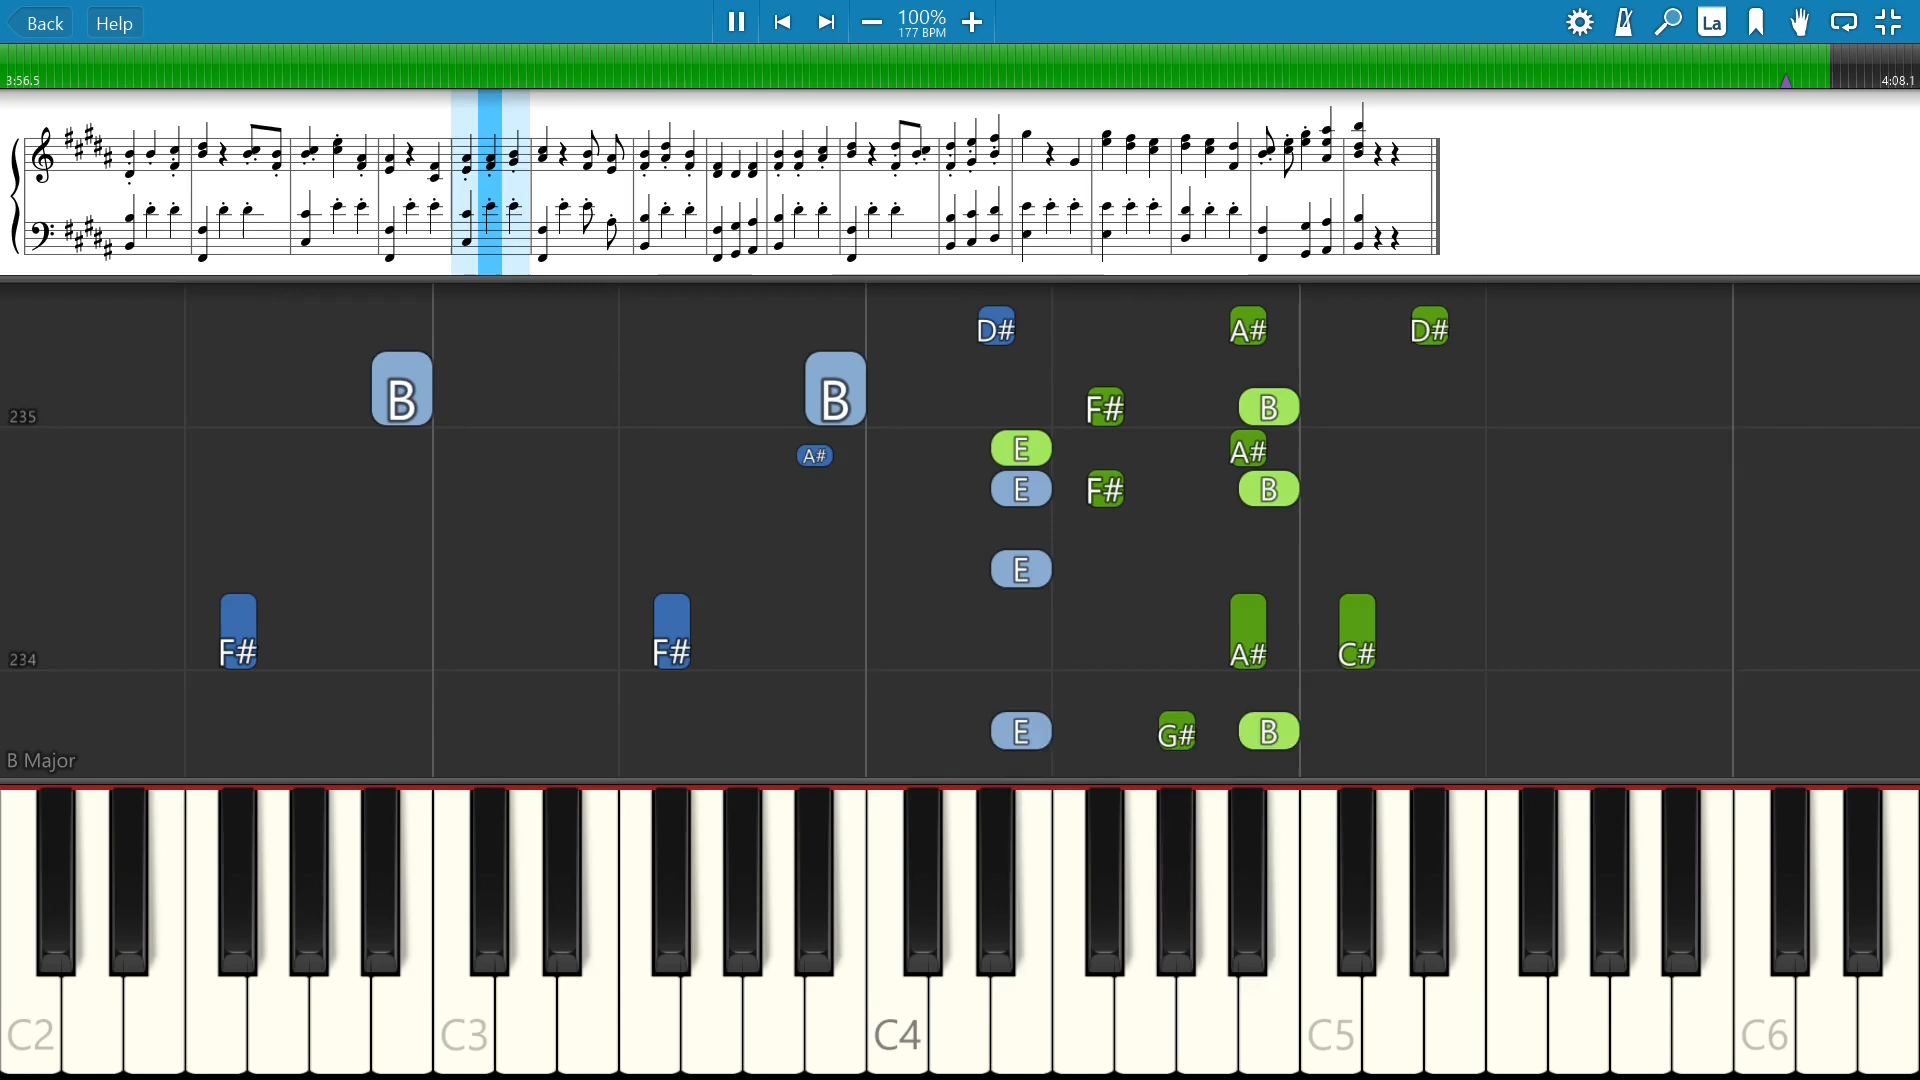 Back Help 100% La
177 BPM
3:56.5 4:08.1
D# A# D#
B B F# B
235
A# E A#
E F# B
E
F# F# A# C#
234
E G# B
B Major
C2 C3 C4 C5 C6